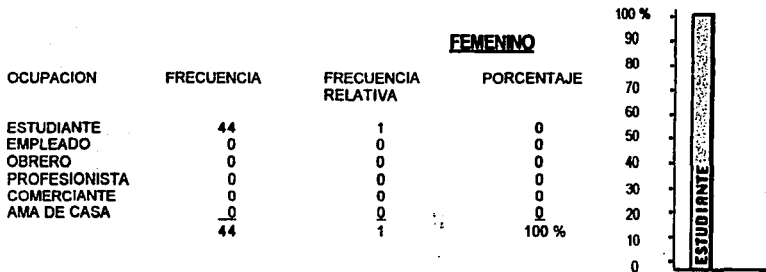 FEMENINO
OCUPACION FRECUENCIA FRECUENCIA RELATIVA PORCENTAJE
ESTUDIANTE 44 1 0
EMPLEADO 0 0 0
OBRERO 0 0 0
PROFESIONISTA 0 0 0
COMERCIANTE 0 0 0
AMA DE CASA 0 0 0
44 1 100 %
100 %
90
80
70
60
50
40
30
20
10
0
ESTUDIANTE